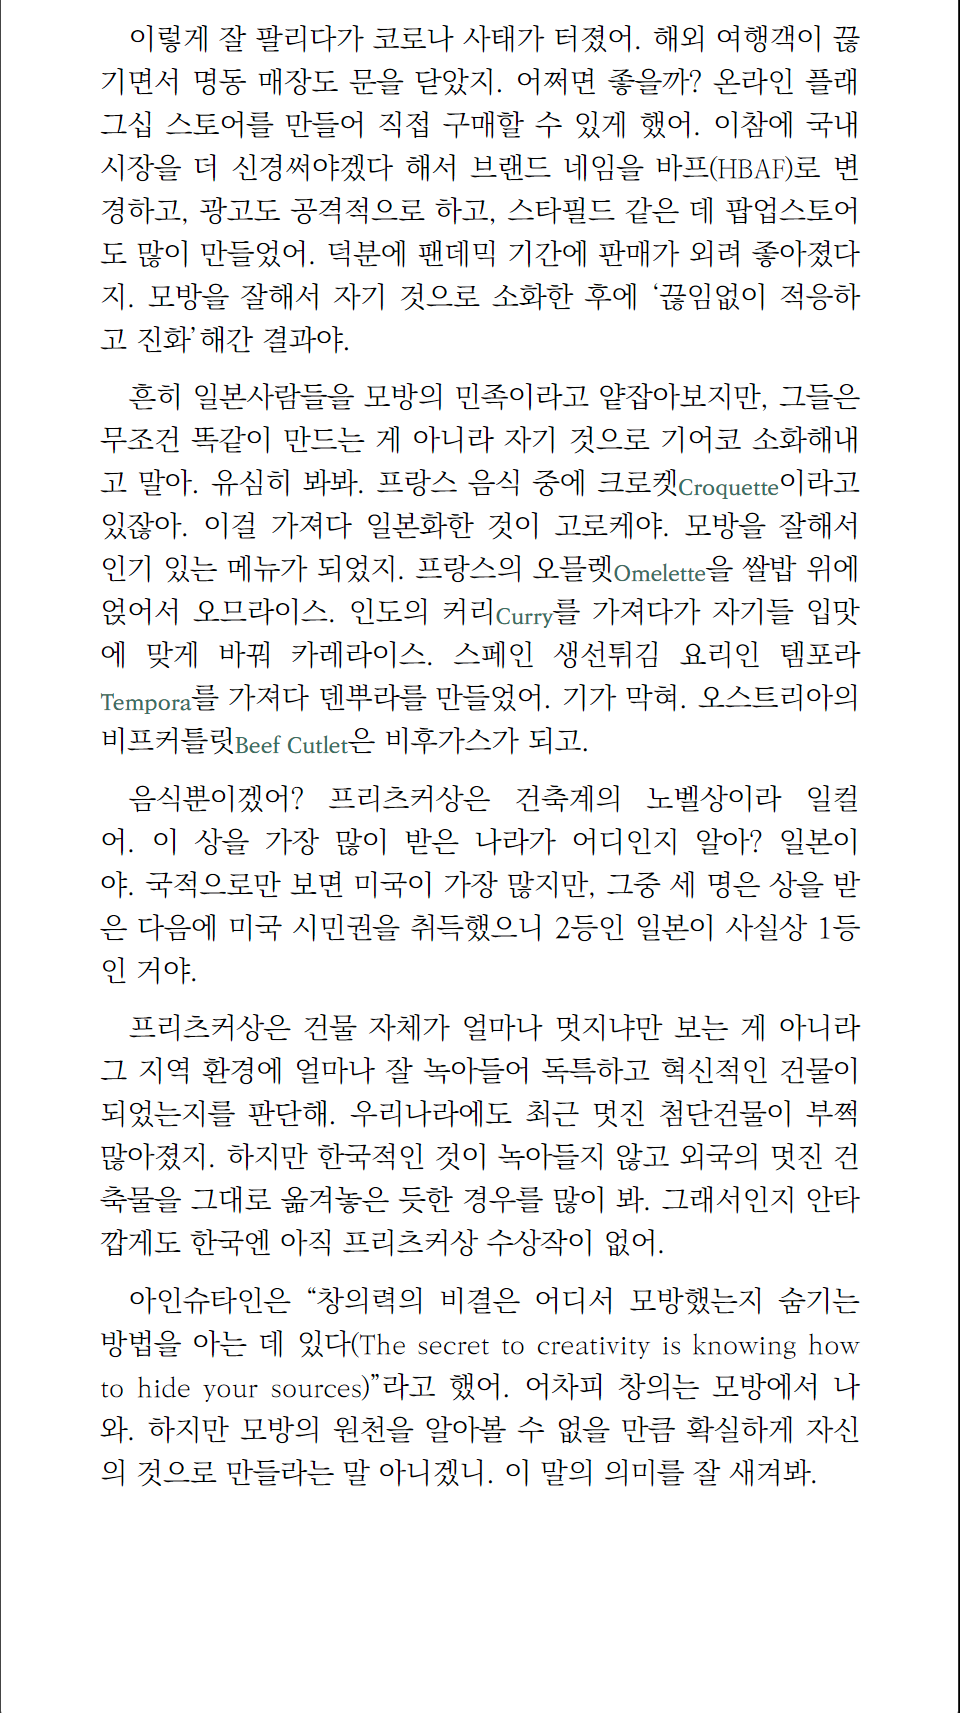 이렇게 잘 팔리다가 코로나 사태가 터졌어. 해외 여행객이 끊
기면서 명동 매장도 문을 닫았지. 어쩌면 좋을까? 온라인 플래
그십 스토어를 만들어 직접 구매할 수 있게 했어. 이참에 국내
시장을 더 신경써야겠다 해서 브랜드 네임을 바프(HBAF)로 변
경하고, 광고도 공격적으로 하고, 스타필드 같은 데 팝업스토어
도 많이 만들었어. 덕분에 팬데믹 기간에 판매가 외려 좋아졌다
지. 모방을 잘해서 자기 것으로 소화한 후에 ‘끊임없이 적응하
고 진화’해간 결과야.
흔히 일본사람들을 모방의 민족이라고 얕잡아보지만, 그들은
무조건 똑같이 만드는 게 아니라 자기 것으로 기어코 소화해내
고 말아. 유심히 봐봐. 프랑스 음식 중에 크로켓Croquette이라고
있잖아. 이걸 가져다 일본화한 것이 고로케야. 모방을 잘해서
인기 있는 메뉴가 되었지. 프랑스의 오믈렛Omelette을 쌀밥 위에
얹어서 오므라이스. 인도의 커리Curry를 가져다가 자기들 입맛
에 맞게 바꿔 카레라이스. 스페인 생선튀김 요리인 템포라
Tempora를 가져다 덴뿌라를 만들었어. 기가 막혀. 오스트리아의
비프커틀릿Beef Cutlet은 비후가스가 되고.
음식뿐이겠어? 프리츠커상은 건축계의 노벨상이라 일컬
어. 이 상을 가장 많이 받은 나라가 어디인지 알아? 일본이
야. 국적으로만 보면 미국이 가장 많지만, 그중 세 명은 상을 받
은 다음에 미국 시민권을 취득했으니 2등인 일본이 사실상 1등
인 거야.
프리츠커상은 건물 자체가 얼마나 멋지냐만 보는 게 아니라
그 지역 환경에 얼마나 잘 녹아들어 독특하고 혁신적인 건물이
되었는지를 판단해. 우리나라에도 최근 멋진 첨단건물이 부쩍
많아졌지. 하지만 한국적인 것이 녹아들지 않고 외국의 멋진 건
축물을 그대로 옮겨놓은 듯한 경우를 많이 봐. 그래서인지 안타
깝게도 한국엔 아직 프리츠커상 수상작이 없어.
아인슈타인은 “창의력의 비결은 어디서 모방했는지 숨기는
방법을 아는 데 있다(The secret to creativity is knowing how
to hide your sources)”라고 했어. 어차피 창의는 모방에서 나
와. 하지만 모방의 원천을 알아볼 수 없을 만큼 확실하게 자신
의 것으로 만들라는 말 아니겠니. 이 말의 의미를 잘 새겨봐.